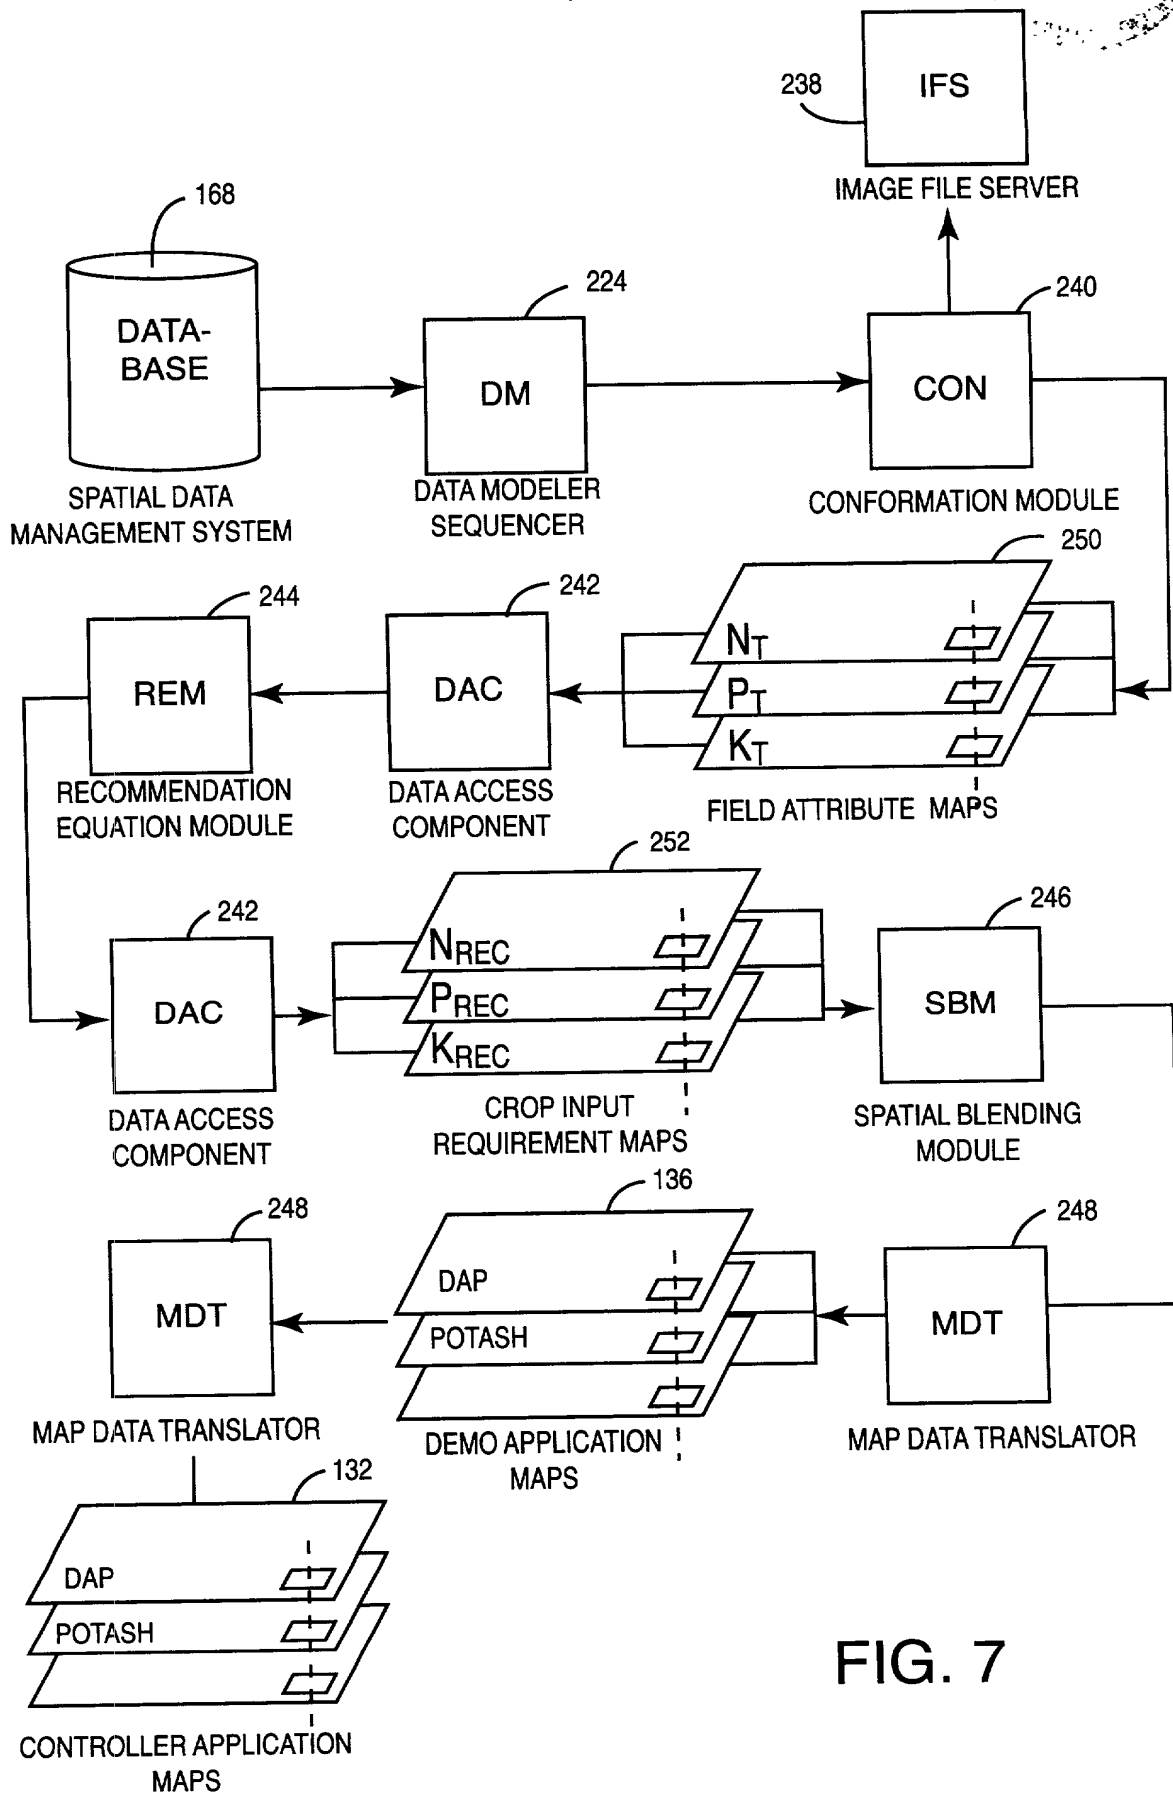 IFS
238
IMAGE FILE SERVER
168
224
240
DATA-
BASE
DM
CON
SPATIAL DATA
MANAGEMENT SYSTEM
DATA MODELER
SEQUENCER
CONFORMATION MODULE
250
244
242
REM
DAC
NT
PT
KT
RECOMMENDATION
EQUATION MODULE
DATA ACCESS
COMPONENT
FIELD ATTRIBUTE MAPS
252
242
246
DAC
NREC
PREC
KREC
SBM
DATA ACCESS
COMPONENT
CROP INPUT
REQUIREMENT MAPS
SPATIAL BLENDING
MODULE
136
248
248
MDT
DAP
POTASH
MDT
MAP DATA TRANSLATOR
DEMO APPLICATION
MAPS
MAP DATA TRANSLATOR
132
DAP
POTASH
CONTROLLER APPLICATION
MAPS
FIG. 7